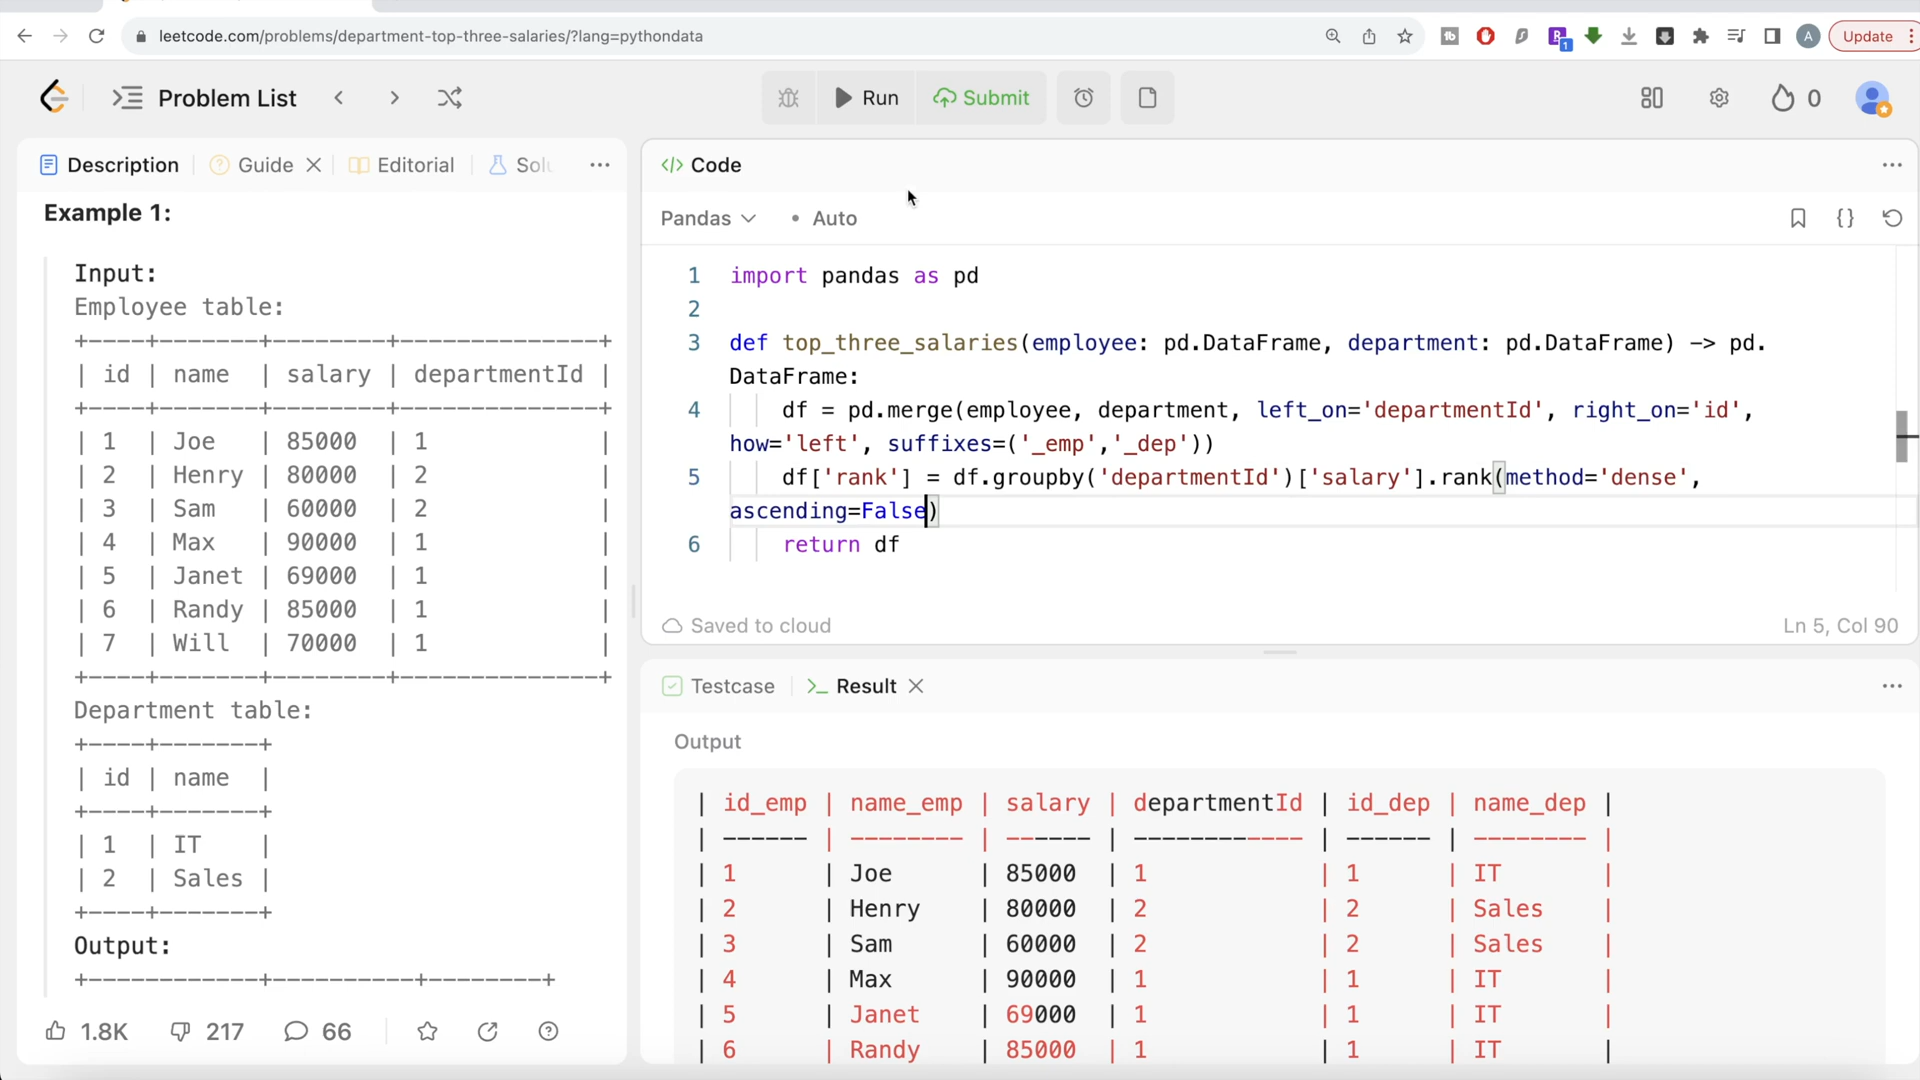 leetcode.com/problems/department-top-three-salaries/?lang=pythondata
1
A
Update
Problem List
Run
Submit
0
Description
Guide
Editorial
Code
Pandas
• Auto
Example 1:
Input:
Employee table:
+----+-------+--------+--------------+
| id | name  | salary | departmentId |
+----+-------+--------+--------------+
| 1  | Joe   | 85000  | 1            |
| 2  | Henry | 80000  | 2            |
| 3  | Sam   | 60000  | 2            |
| 4  | Max   | 90000  | 1            |
| 5  | Janet | 69000  | 1            |
| 6  | Randy | 85000  | 1            |
| 7  | Will  | 70000  | 1            |
+----+-------+--------+--------------+
Department table:
+----+-------+
| id | name  |
+----+-------+
| 1  | IT    |
| 2  | Sales |
+----+-------+
Output:
+------------+----------+--------+
1.8K
217
66
1 import pandas as pd
2
3 def top_three_salaries(employee: pd.DataFrame, department: pd.DataFrame) -> pd.
DataFrame:
4     df = pd.merge(employee, department, left_on='departmentId', right_on='id',
how='left', suffixes=('_emp','_dep'))
5     df['rank'] = df.groupby('departmentId')['salary'].rank(method='dense',
ascending=False)
6     return df
Saved to cloud
Ln 5, Col 90
Testcase
Result
Output
| id_emp | name_emp | salary | departmentId | id_dep | name_dep |
| ------ | -------- | ------ | ------------ | ------ | -------- |
| 1      | Joe      | 85000  | 1            | 1      | IT       |
| 2      | Henry    | 80000  | 2            | 2      | Sales    |
| 3      | Sam      | 60000  | 2            | 2      | Sales    |
| 4      | Max      | 90000  | 1            | 1      | IT       |
| 5      | Janet    | 69000  | 1            | 1      | IT       |
| 6      | Randy    | 85000  | 1            | 1      | IT       |